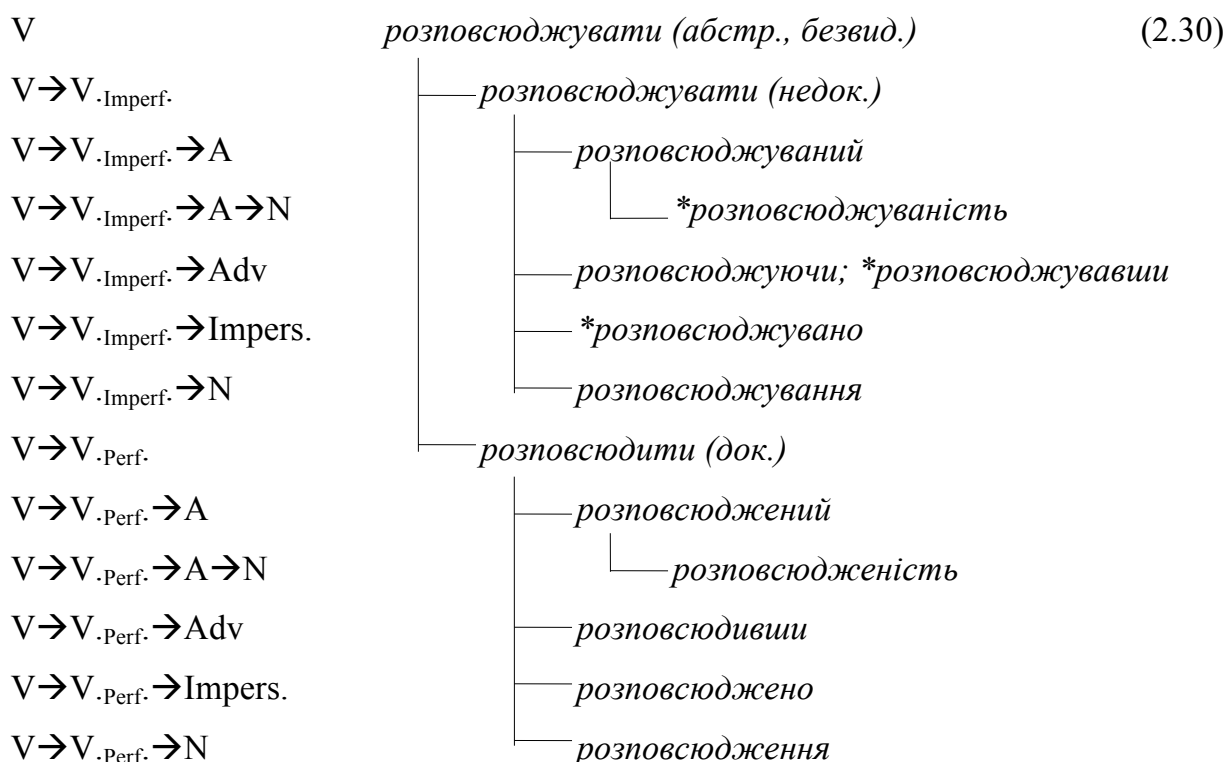 V розповсюджувати (абстр., безвид.) (2.30)
V→V.Imperf. розповсюджувати (недок.)
V→V.Imperf.→A розповсюджуваний
V→V.Imperf.→A→N *розповсюджуваність
V→V.Imperf.→Adv розповсюджуючи; *розповсюджувавши
V→V.Imperf.→Impers. *розповсюджувано
V→V.Imperf.→N розповсюджування
V→V.Perf. розповсюдити (док.)
V→V.Perf.→A розповсюджений
V→V.Perf.→A→N розповсюдженість
V→V.Perf.→Adv розповсюдивши
V→V.Perf.→Impers. розповсюджено
V→V.Perf.→N розповсюдження